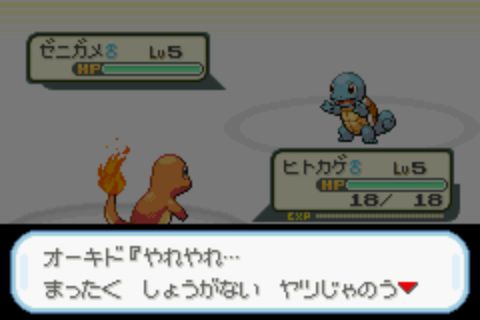 ゼニガメ♂ Lv5
HP
ヒトカゲ♂ Lv5
HP
18/ 18
EXP
オーキド『やれやれ…
まったく しょうがない ヤツじゃのう